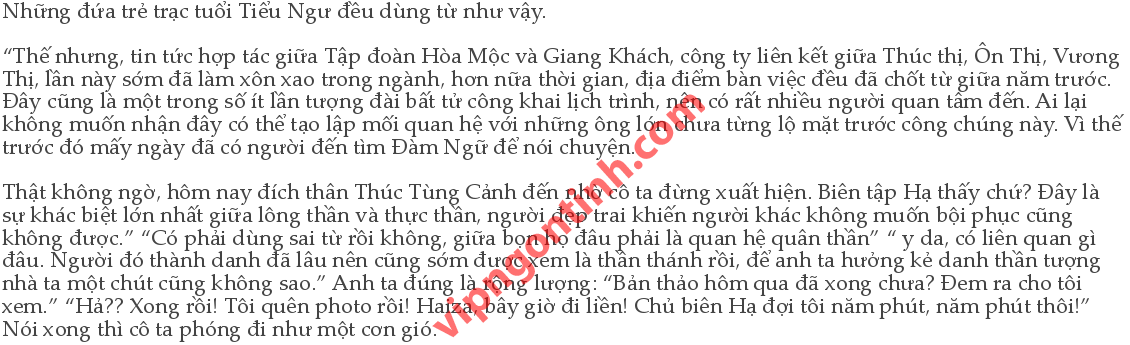 Những đứa trẻ trạc tuổi Tiểu Ngư đều dùng từ như vậy.
“Thế nhưng, tin tức hợp tác giữa Tập đoàn Hòa Mộc và Giang Khách, công ty liên kết giữa Thúc thị, Ôn Thị, Vương
Thị, lần này sớm đã làm xôn xao trong ngành, hơn nữa thời gian, địa điểm bàn việc đều đã chốt từ giữa năm trước.
Đây cũng là một trong số ít lần tượng đài bất tử công khai lịch trình, nên có rất nhiều người quan tâm đến. Ai lại
không muốn nhận đây có thể tạo lập mối quan hệ với những ông lớn chưa từng lộ mặt trước công chúng này. Vì thế
trước đó mấy ngày đã có người đến tìm Đàm Ngữ để nói chuyện.
Thật không ngờ, hôm nay đích thân Thúc Tùng Cảnh đến nhờ cô ta đừng xuất hiện. Biên tập Hạ thấy chứ? Đây là
sự khác biệt lớn nhất giữa lông thần và thực thần, người đẹp trai khiến người khác không muốn bội phục cũng
không được.” “Có phải dùng sai từ rồi không, giữa bọn họ đâu phải là quan hệ quân thần” “ y da, có liên quan gì
đâu. Người đó thành danh đã lâu nên cũng sớm được xem là thần thánh rồi, để anh ta hưởng ké danh thần tượng
nhà ta một chút cũng không sao.” Anh ta đúng là rộng lượng: “Bản thảo hôm qua đã xong chưa? Đem ra cho tôi
xem.” “Hả?? Xong rồi! Tôi quên photo rồi! Haiza, bây giờ đi liền! Chủ biên Hạ đợi tôi năm phút, năm phút thôi!”
Nói xong thì cô ta phóng đi như một cơn gió.
vipngontinh.com